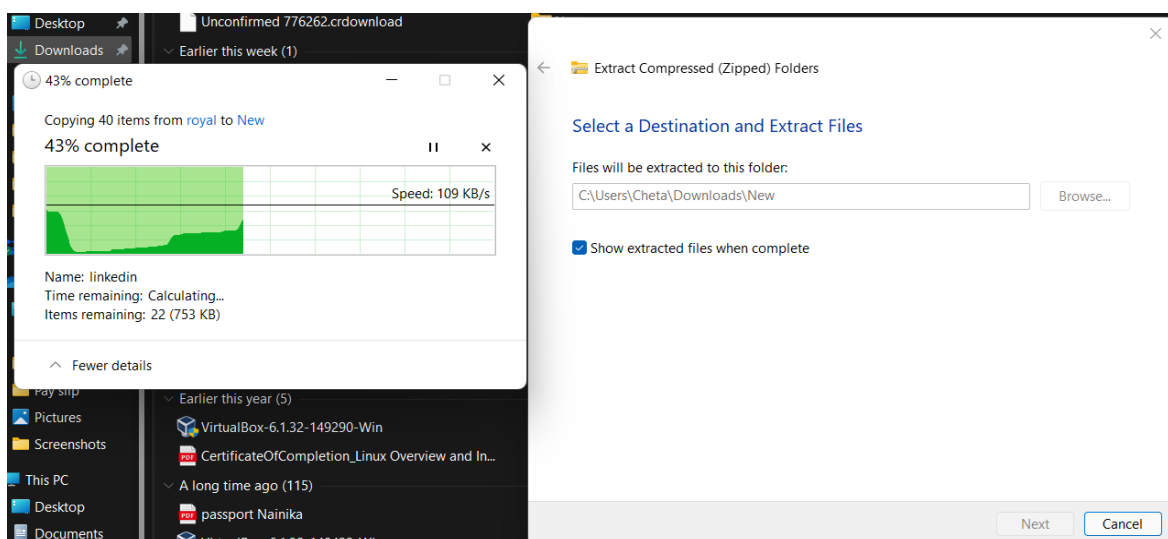 Desktop
Downloads
Unconfirmed 776262.crdownload
Earlier this week (1)
43% complete
Copying 40 items from royal to New
43% complete
Speed: 109 KB/s
Name: linkedin
Time remaining: Calculating...
Items remaining: 22 (753 KB)
Fewer details
Pay slip
Pictures
Screenshots
This PC
Desktop
Documents
Earlier this year (5)
VirtualBox-6.1.32-149290-Win
PDF CertificateOfCompletion_Linux Overview and In...
A long time ago (115)
PDF passport Nainika
Extract Compressed (Zipped) Folders
Select a Destination and Extract Files
Files will be extracted to this folder:
C:\Users\Cheta\Downloads\New
Browse...
Show extracted files when complete
Next
Cancel